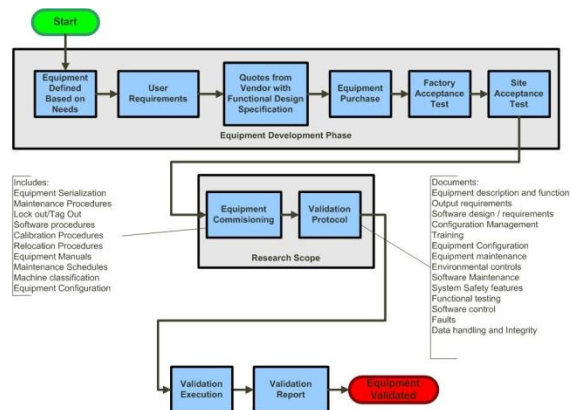 Start
Equipment
Defined
Based on
Needs
User
Requirements
Quotes from
Vendor with
Functional Design
Specification
Equipment
Purchase
Factory
Acceptance
Test
Site
Acceptance
Test
Equipment Development Phase
Includes:
Equipment Serialization
Maintenance Procedures
Lock out/Tag Out
Software procedures
Calibration Procedures
Relocation Procedures
Equipment Manuals
Maintenance Schedules
Machine classification
Equipment Configuration
Equipment
Commisioning
Validation
Protocol
Research Scope
Documents:
Equipment description and function
Output requirements
Software design / requirements
Configuration Management
Training
Equipment Configuration
Equipment maintenance
Environmental controls
Software Maintenance
System Safety features
Functional testing
Software control
Faults
Data handling and Integrity
Validation
Execution
Validation
Report
Equipment
Validated